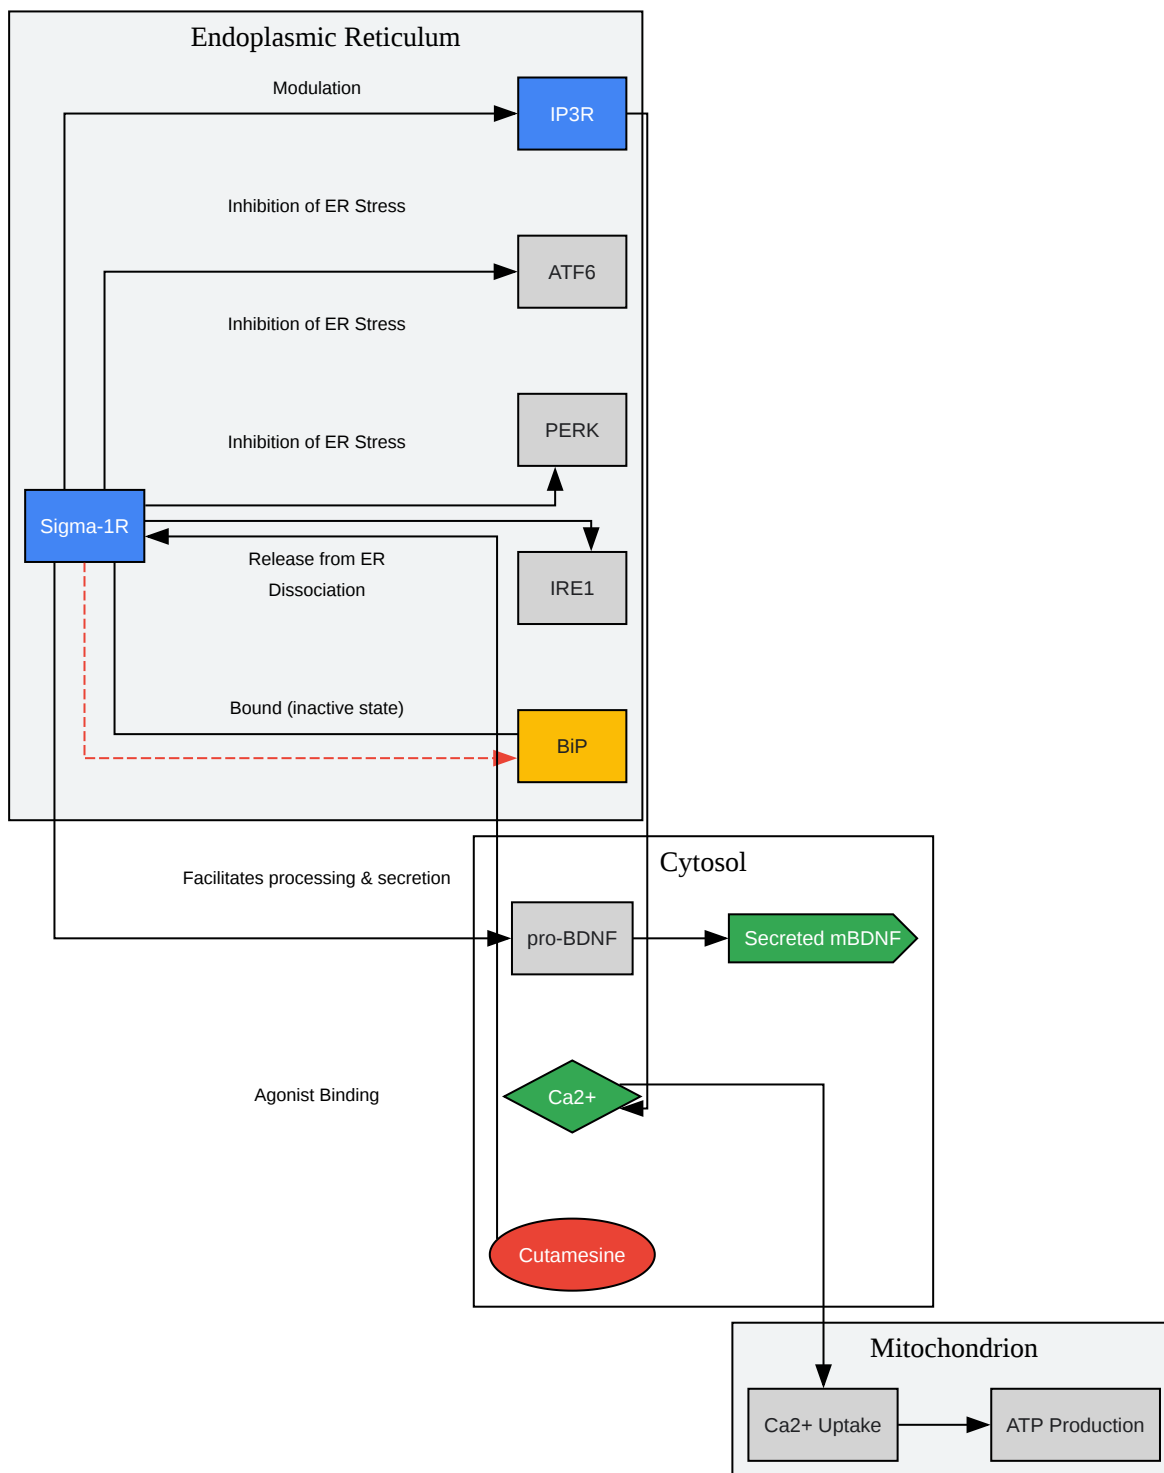 Endoplasmic Reticulum
Modulation
IP3R
Inhibition of ER Stress
ATF6
Inhibition of ER Stress
PERK
Inhibition of ER Stress
Sigma-1R
Release from ER
Dissociation
IRE1
Bound (inactive state)
BiP
Cytosol
Facilitates processing & secretion
pro-BDNF
Secreted mBDNF
Agonist Binding
Ca2+
Cutamesine
Mitochondrion
Ca2+ Uptake
ATP Production